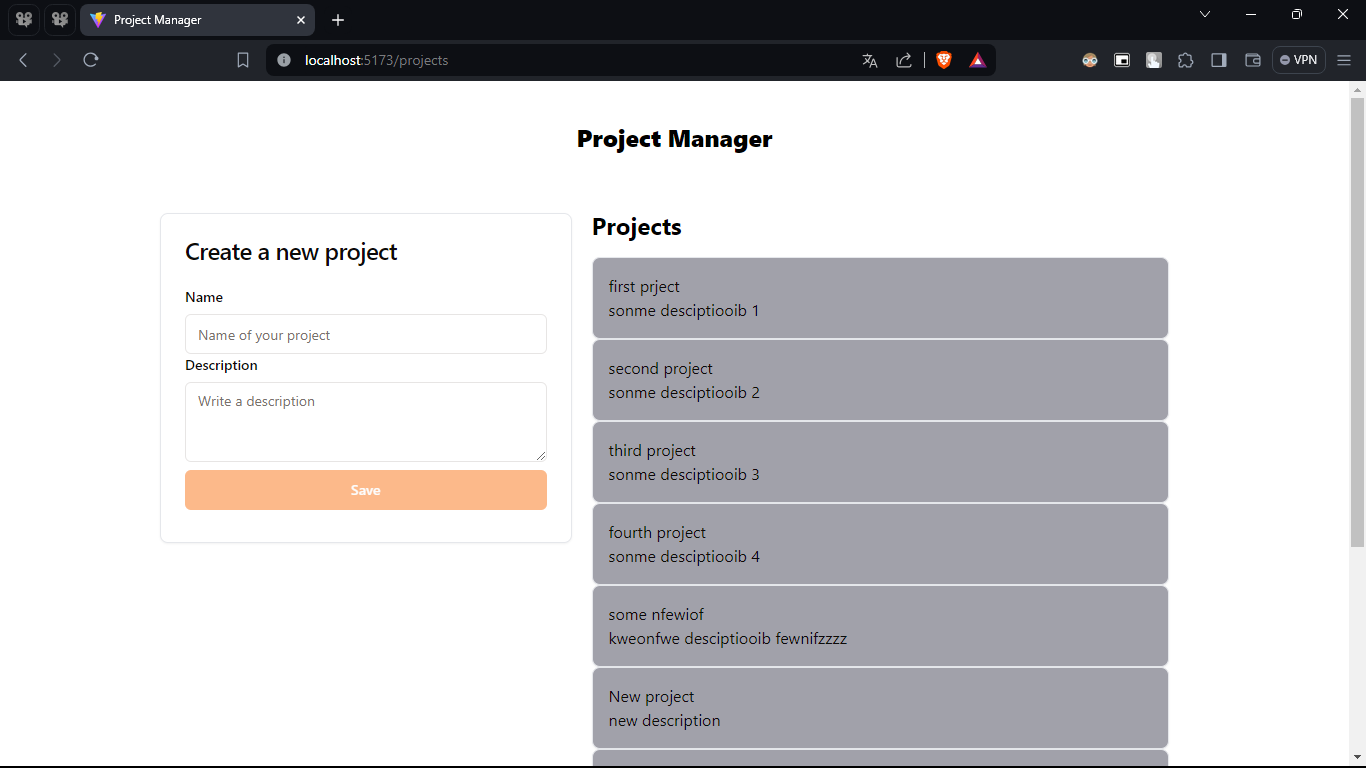 Project Manager
localhost:5173/projects
VPN
Project Manager
Create a new project
Name
Name of your project
Description
Write a description
Save
Projects
first prject
sonme desciptiooib 1
second project
sonme desciptiooib 2
third project
sonme desciptiooib 3
fourth project
sonme desciptiooib 4
some nfewiof
kweonfwe desciptiooib fewnifzzzz
New project
new description